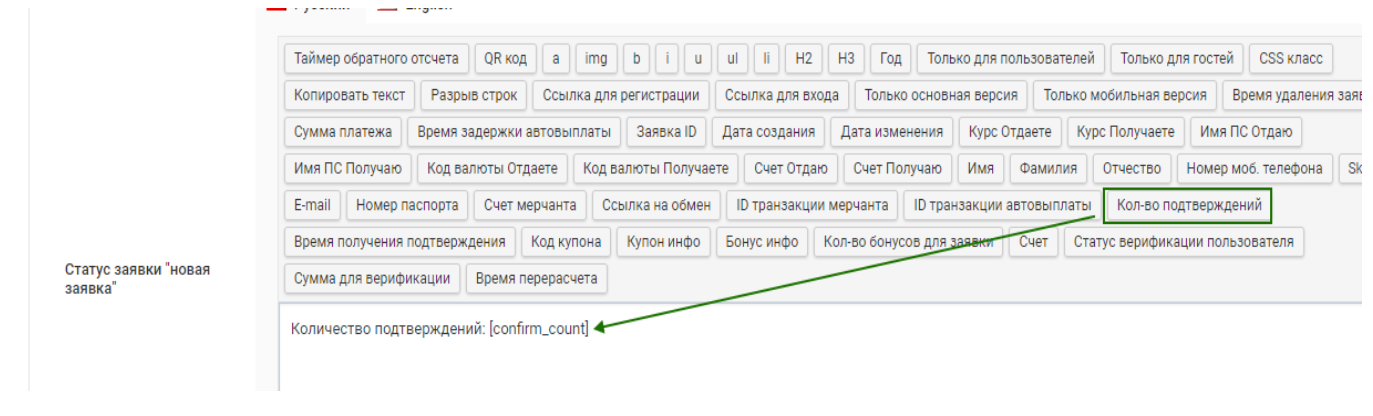 Русский English
Таймер обратного отсчета QR код a img b i u ul li H2 H3 Год Только для пользователей Только для гостей CSS класс
Копировать текст Разрыв строк Ссылка для регистрации Ссылка для входа Только основная версия Только мобильная версия Время удаления заяв
Сумма платежа Время задержки автовыплаты Заявка ID Дата создания Дата изменения Курс Отдаете Курс Получаете Имя ПС Отдаю
Имя ПС Получаю Код валюты Отдаете Код валюты Получаете Счет Отдаю Счет Получаю Имя Фамилия Отчество Номер моб. телефона Sk
E-mail Номер паспорта Счет мерчанта Ссылка на обмен ID транзакции мерчанта ID транзакции автовыплаты Кол-во подтверждений
Время получения подтверждения Код купона Купон инфо Бонус инфо Кол-во бонусов для заявки Счет Статус верификации пользователя
Статус заявки "новая
заявка"
Сумма для верификации Время перерасчета
Количество подтверждений: [confirm_count]